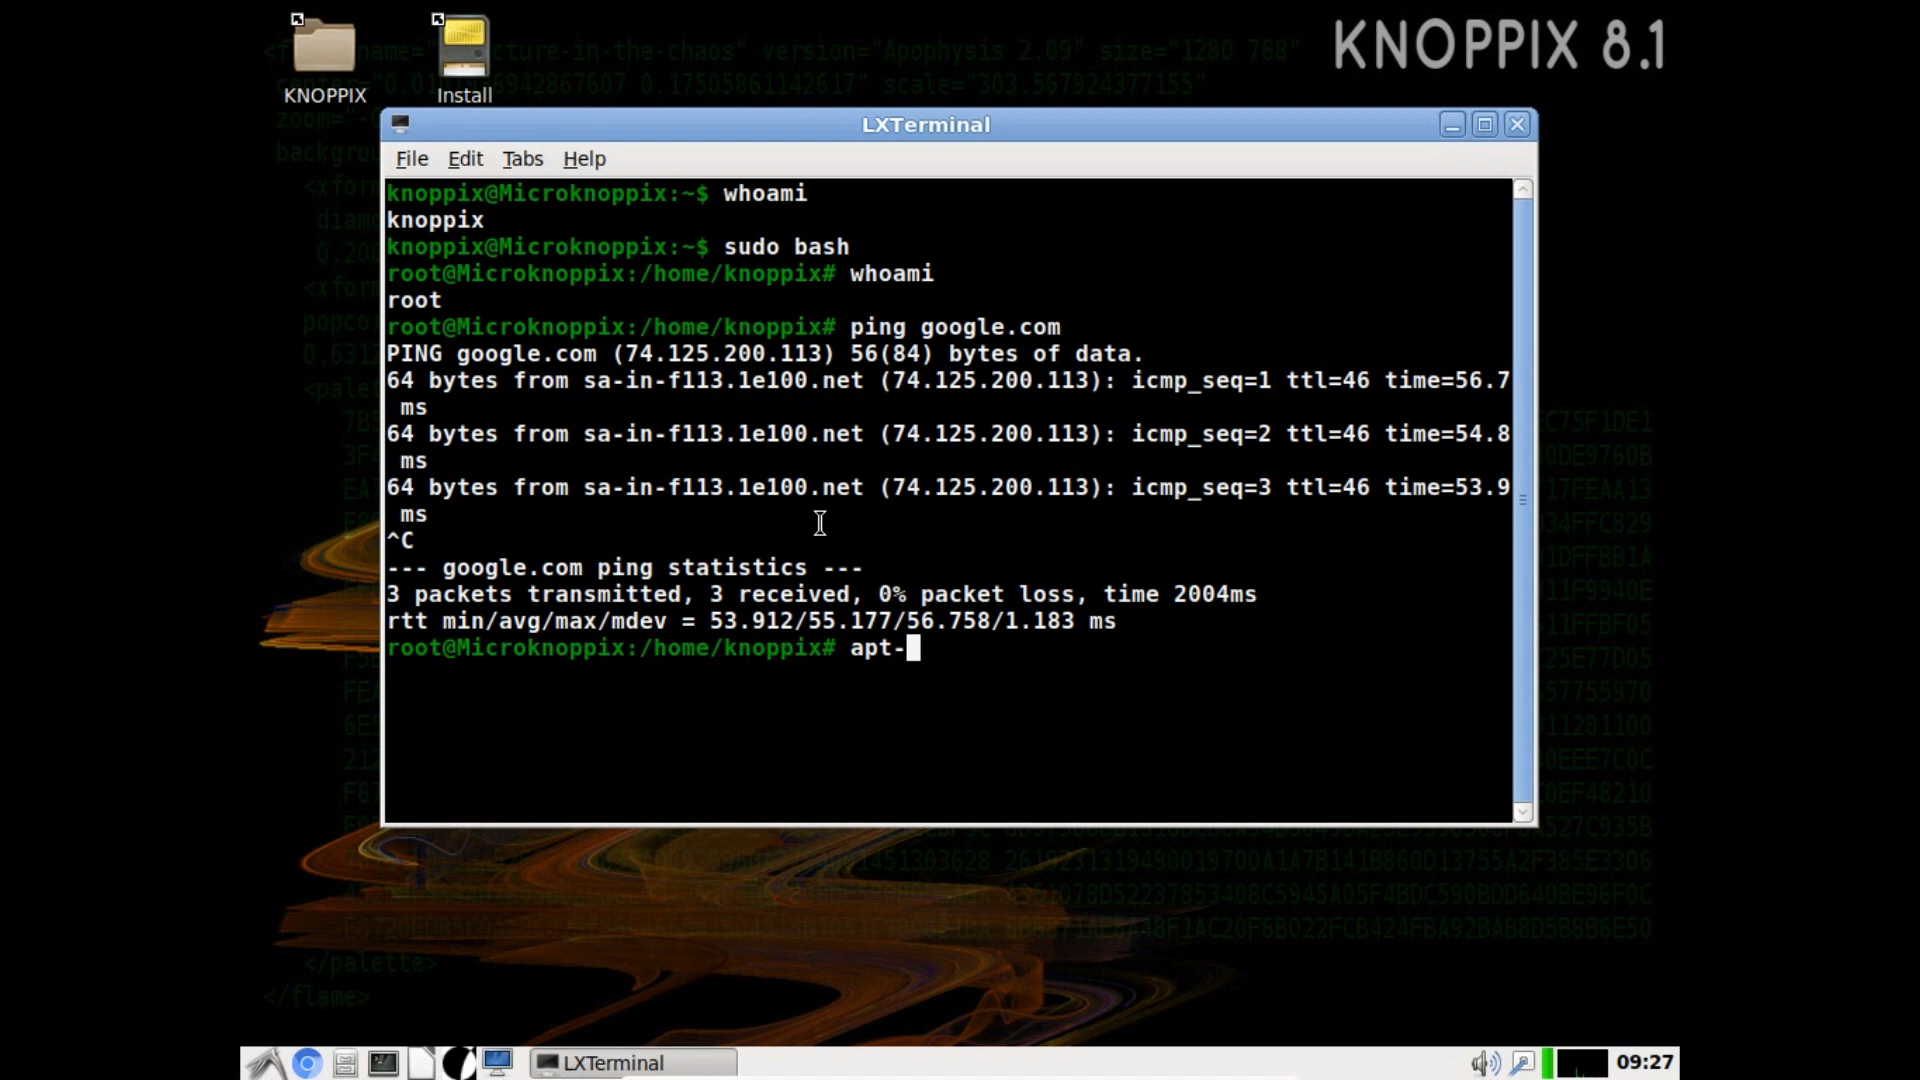 KNOPPIX 8.1
KNOPPIX
Install
LXTerminal
File Edit Tabs Help
knoppix@Microknoppix:~$ whoami
knoppix
knoppix@Microknoppix:~$ sudo bash
root@Microknoppix:/home/knoppix# whoami
root
root@Microknoppix:/home/knoppix# ping google.com
PING google.com (74.125.200.113) 56(84) bytes of data.
64 bytes from sa-in-f113.1e100.net (74.125.200.113): icmp_seq=1 ttl=46 time=56.7
 ms
64 bytes from sa-in-f113.1e100.net (74.125.200.113): icmp_seq=2 ttl=46 time=54.8
 ms
64 bytes from sa-in-f113.1e100.net (74.125.200.113): icmp_seq=3 ttl=46 time=53.9
 ms
^C
--- google.com ping statistics ---
3 packets transmitted, 3 received, 0% packet loss, time 2004ms
rtt min/avg/max/mdev = 53.912/55.177/56.758/1.183 ms
root@Microknoppix:/home/knoppix# apt-
</palette>
</flame>
LXTerminal
09:27